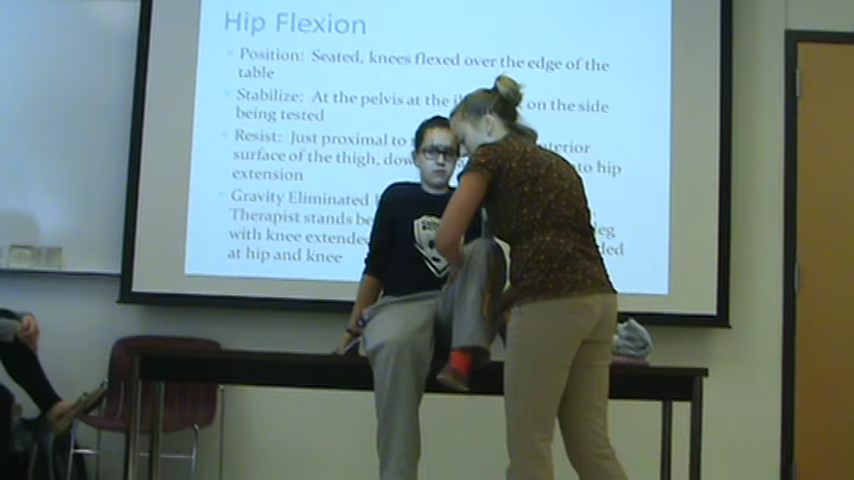 Hip Flexion
Position: Seated, knees flexed over the edge of the
table
Stabilize: At the pelvis at the on the side
being tested
Resist: Just proximal to
surface of the thigh, to hip
extension
Gravity Eliminated
Therapist stands
with knee extended
at hip and knee